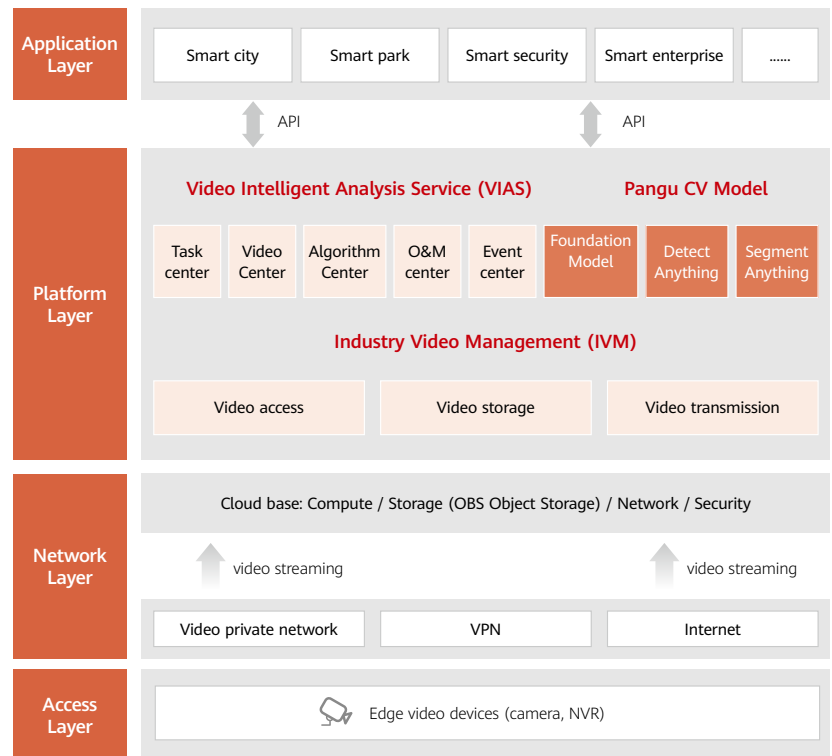 Application
Layer
Smart city
Smart park
Smart security
Smart enterprise
......
API
API
Platform
Layer
Video Intelligent Analysis Service (VIAS)
Pangu CV Model
Task
center
Video
Center
Algorithm
Center
O&M
center
Event
center
Foundation
Model
Detect
Anything
Segment
Anything
Industry Video Management (IVM)
Video access
Video storage
Video transmission
Network
Layer
Cloud base: Compute / Storage (OBS Object Storage) / Network / Security
video streaming
video streaming
Video private network
VPN
Internet
Access
Layer
Edge video devices (camera, NVR)